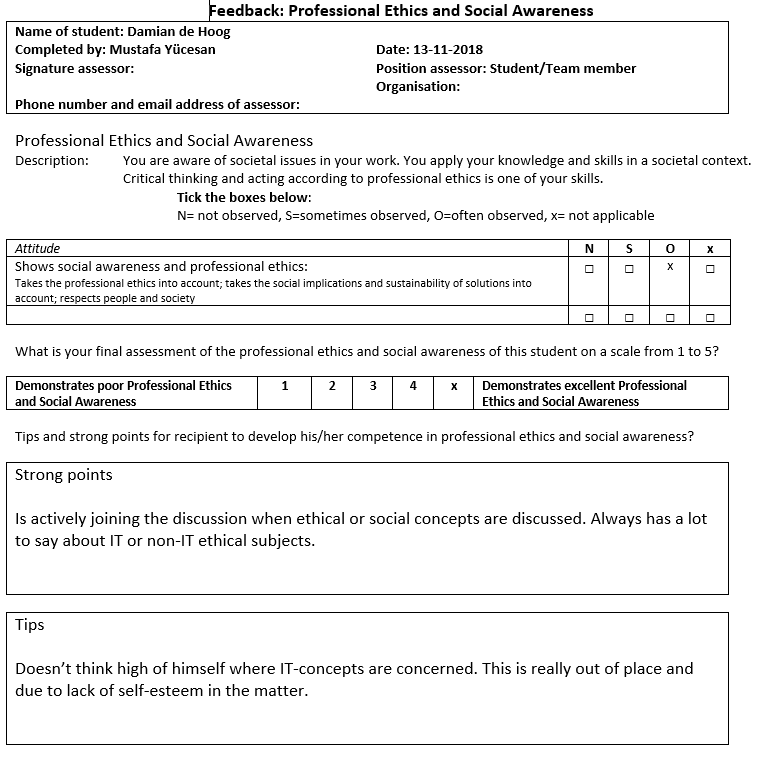 Feedback: Professional Ethics and Social Awareness
Name of student: Damian de Hoog
Completed by: Mustafa Yücesan Date: 13-11-2018
Signature assessor: Position assessor: Student/Team member
Organisation:
Phone number and email address of assessor:
Professional Ethics and Social Awareness
Description: You are aware of societal issues in your work. You apply your knowledge and skills in a societal context.
Critical thinking and acting according to professional ethics is one of your skills.
Tick the boxes below:
N= not observed, S=sometimes observed, O=often observed, x= not applicable
Attitude N S O x
Shows social awareness and professional ethics: □ □ x □
Takes the professional ethics into account; takes the social implications and sustainability of solutions into
account; respects people and society
□ □ □ □
What is your final assessment of the professional ethics and social awareness of this student on a scale from 1 to 5?
Demonstrates poor Professional Ethics 1 2 3 4 x Demonstrates excellent Professional
and Social Awareness Ethics and Social Awareness
Tips and strong points for recipient to develop his/her competence in professional ethics and social awareness?
Strong points
Is actively joining the discussion when ethical or social concepts are discussed. Always has a lot
to say about IT or non-IT ethical subjects.
Tips
Doesn't think high of himself where IT-concepts are concerned. This is really out of place and
due to lack of self-esteem in the matter.